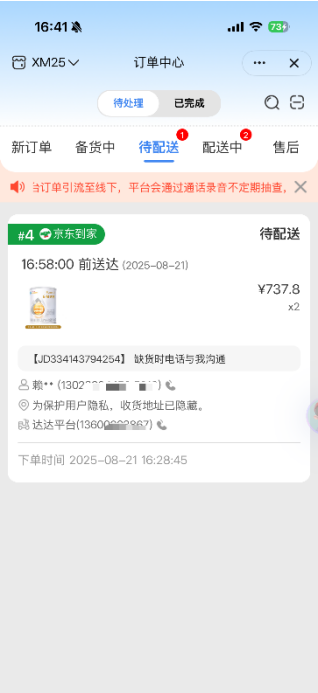 16:41
73
XM25
订单中心
待处理
已完成
新订单
备货中
待配送
1
配送中
2
售后
台订单引流至线下，平台会通过通话录音不定期抽查，
#4 京东到家
待配送
16:58:00 前送达 (2025-08-21)
¥737.8
x2
【JD334143794254】 缺货时电话与我沟通
赖** (1302
为保护用户隐私，收货地址已隐藏。
达达平台(13600
下单时间 2025-08-21 16:28:45